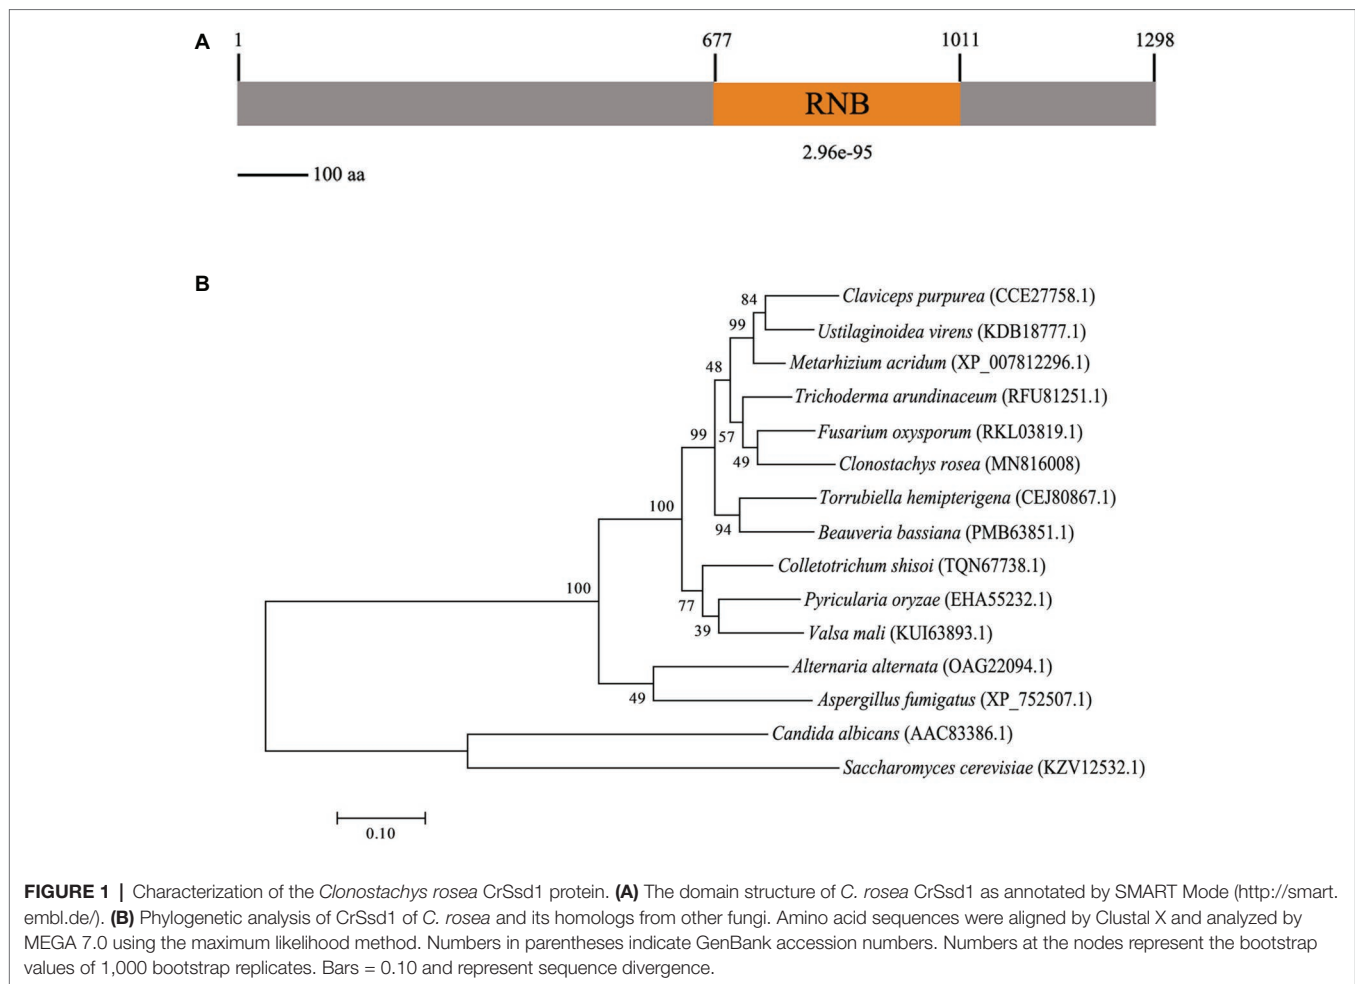 A
1
677
1011
1298
RNB
2.96e-95
100 aa
B
84
Claviceps purpurea (CCE27758.1)
99
Ustilaginoidea virens (KDB18777.1)
Metarhizium acridum (XP_007812296.1)
48
Trichoderma arundinaceum (RFU81251.1)
99
57
Fusarium oxysporum (RKL03819.1)
49
Clonostachys rosea (MN816008)
Torrubiella hemipterigena (CEJ80867.1)
100
94
Beauveria bassiana (PMB63851.1)
Colletotrichum shisoi (TQN67738.1)
100
77
Pyricularia oryzae (EHA55232.1)
39
Valsa mali (KUI63893.1)
Alternaria alternata (OAG22094.1)
49
Aspergillus fumigatus (XP_752507.1)
Candida albicans (AAC83386.1)
Saccharomyces cerevisiae (KZV12532.1)
0.10
FIGURE 1 | Characterization of the Clonostachys rosea CrSsd1 protein. (A) The domain structure of C. rosea CrSsd1 as annotated by SMART Mode (http://smart.
embl.de/). (B) Phylogenetic analysis of CrSsd1 of C. rosea and its homologs from other fungi. Amino acid sequences were aligned by Clustal X and analyzed by
MEGA 7.0 using the maximum likelihood method. Numbers in parentheses indicate GenBank accession numbers. Numbers at the nodes represent the bootstrap
values of 1,000 bootstrap replicates. Bars = 0.10 and represent sequence divergence.